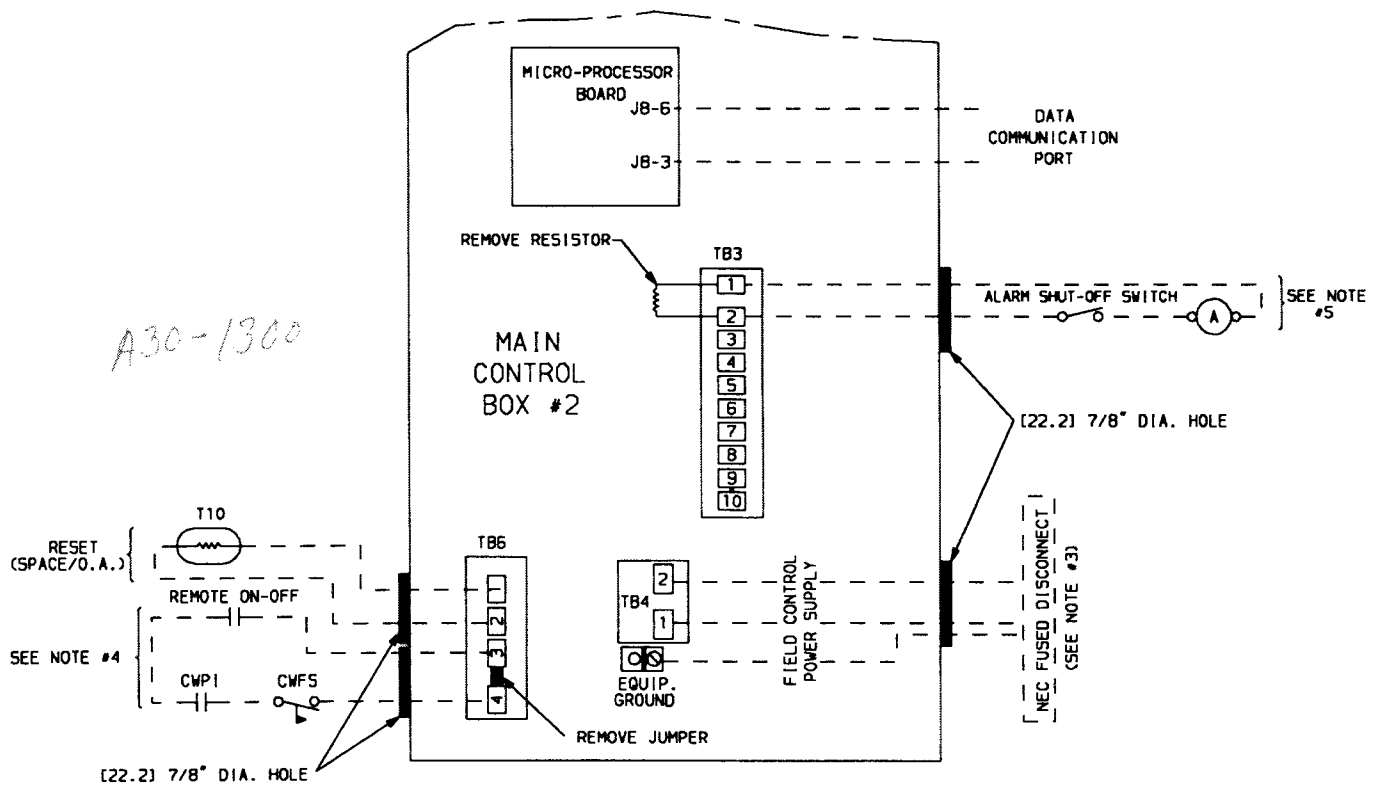 MICRO-PROCESSOR
BOARD
J8-6
J8-3
DATA
COMMUNICATION
PORT
REMOVE RESISTOR
TB3
1
2
3
4
5
6
7
8
9
10
ALARM SHUT-OFF SWITCH
A
SEE NOTE
#5
A30-1300
MAIN
CONTROL
BOX #2
[22.2] 7/8" DIA. HOLE
T10
RESET
(SPACE/O.A.)
REMOTE ON-OFF
SEE NOTE #4
CWP1
CWFS
TB6
2
3
4
REMOVE JUMPER
[22.2] 7/8" DIA. HOLE
TB4
2
1
EQUIP.
GROUND
FIELD CONTROL
POWER SUPPLY
NEC FUSED DISCONNECT
(SEE NOTE #3)